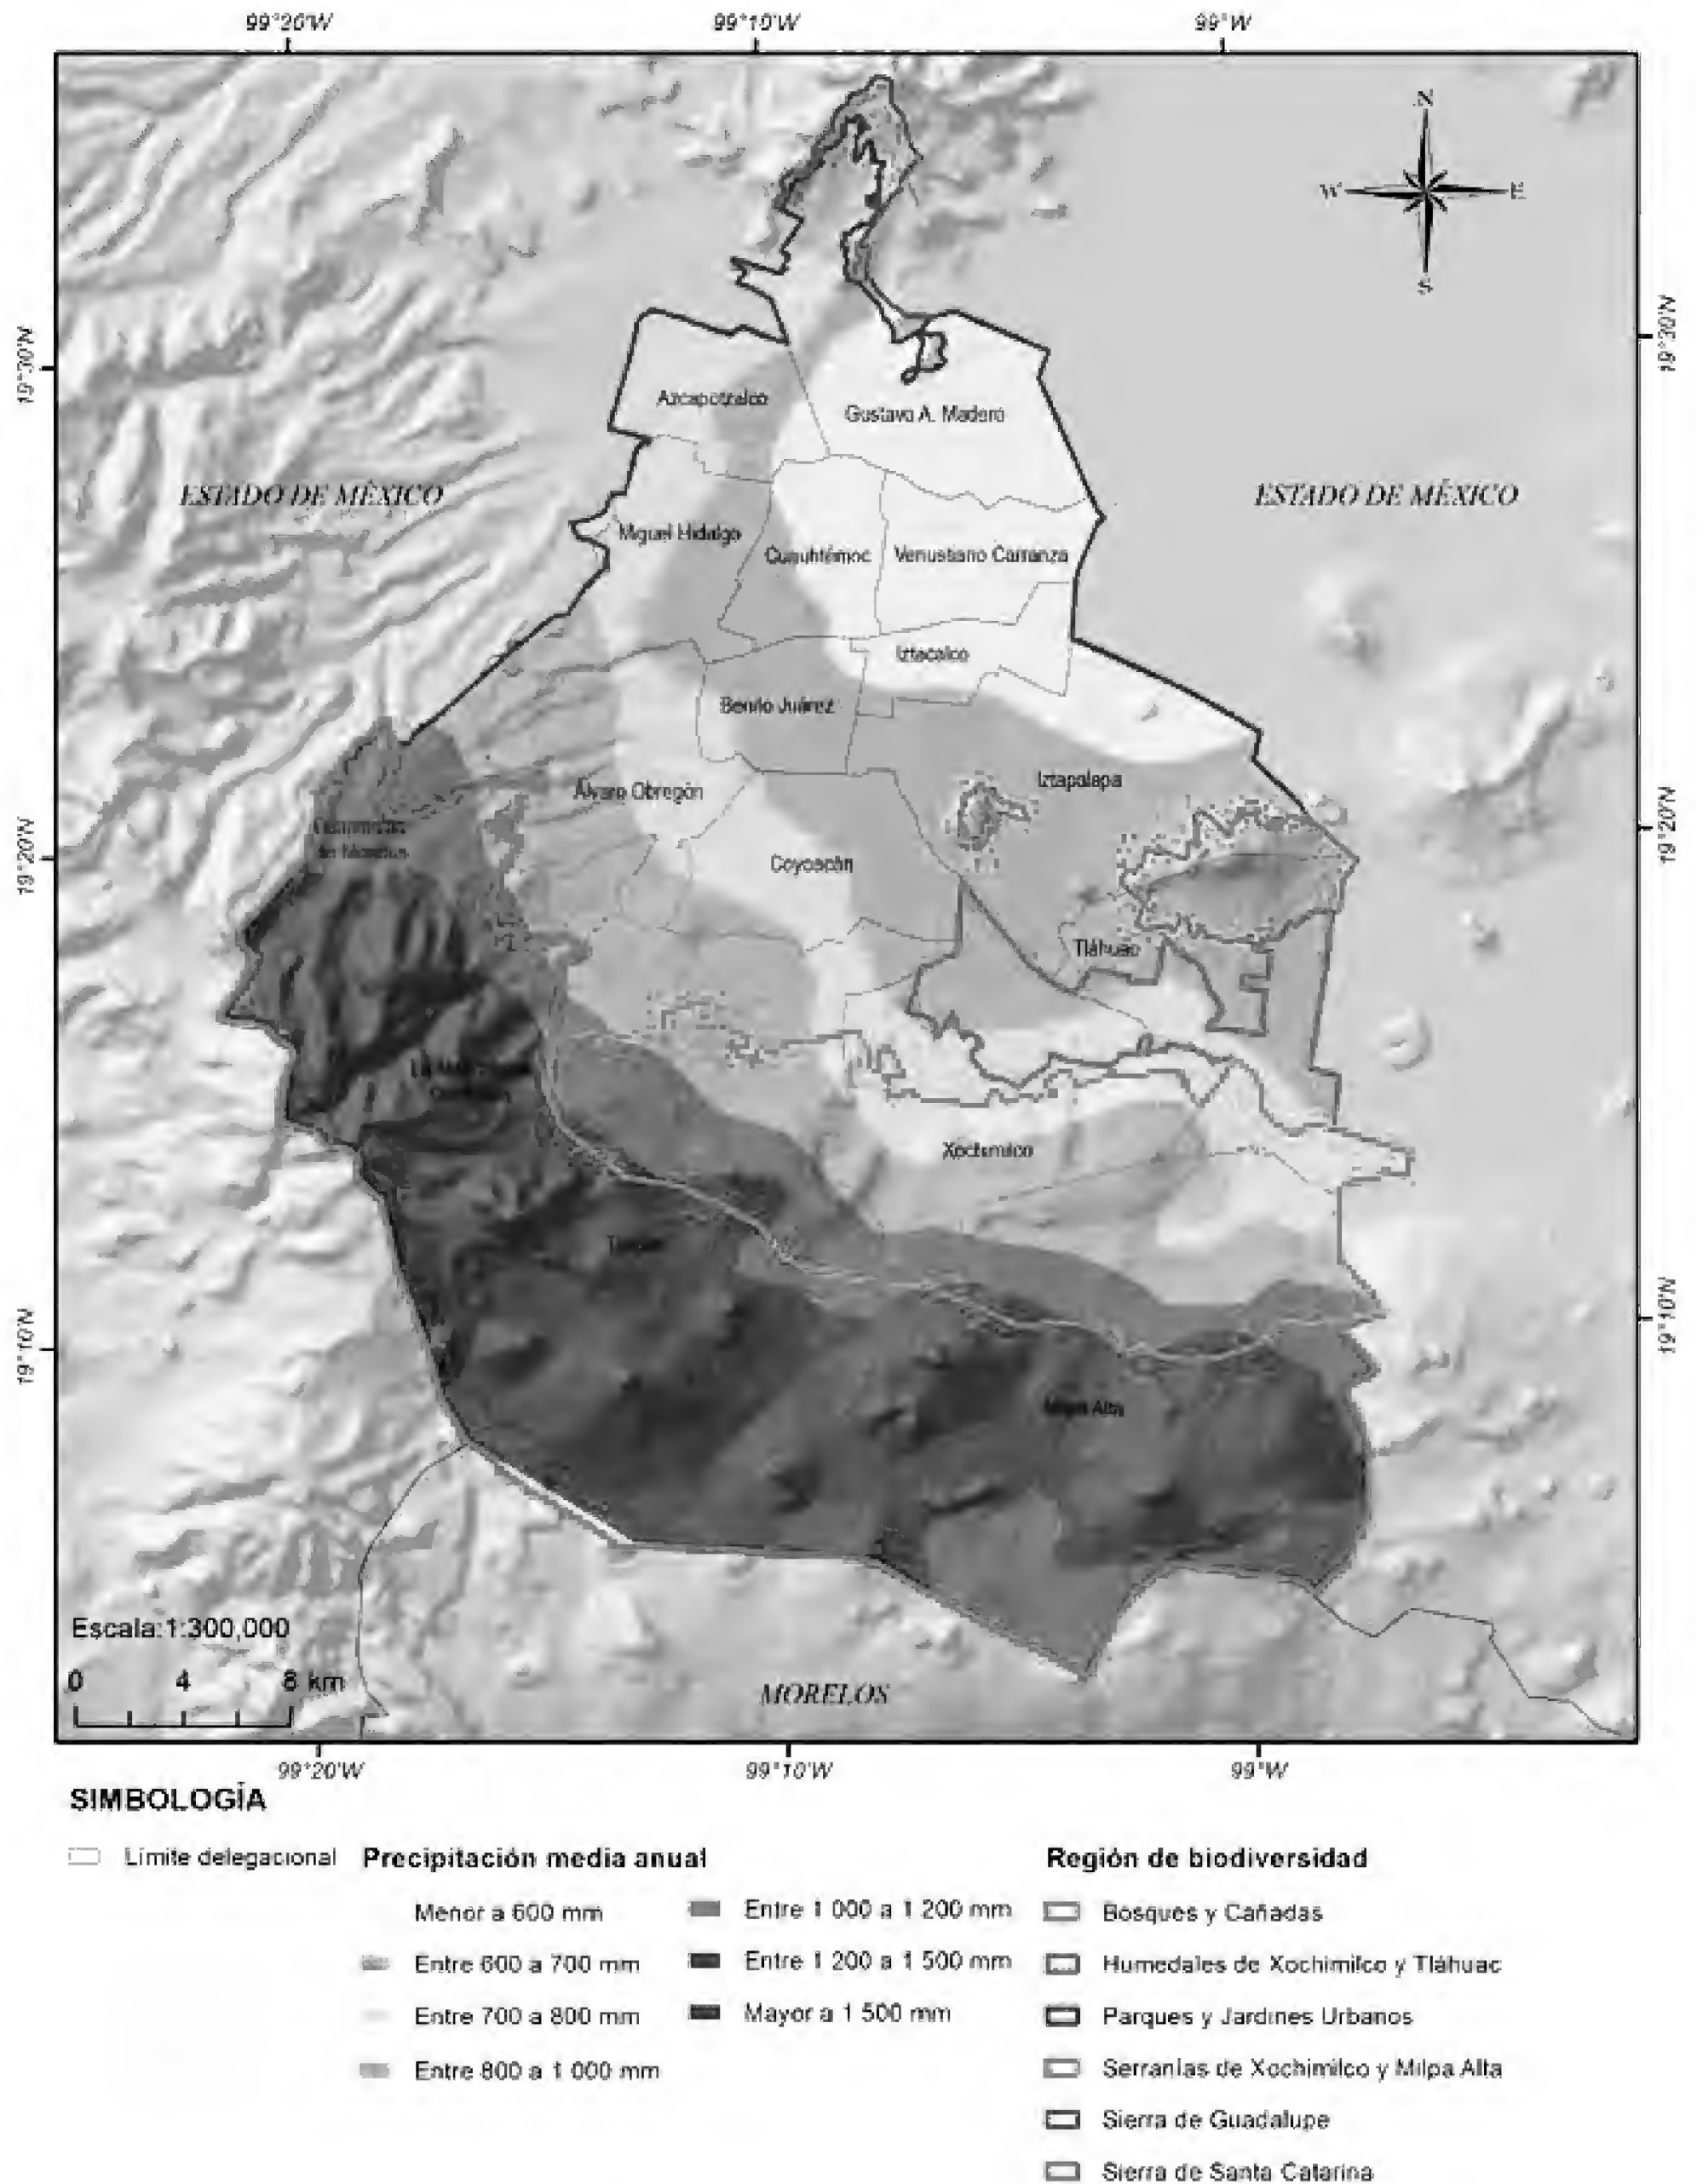 99°20'W 99°10'W 99°W
N
W E
S
19°30'N 19°30'N
Azcapotzalco
Gustavo A. Madero
ESTADO DE MÉXICO ESTADO DE MÉXICO
Miguel Hidalgo
Cuauhtémoc Venustiano Carranza
Iztacalco
Benito Juárez
Iztapalapa
Álvaro Obregón
Coyoacán
19°20'N 19°20'N
Tláhuac
Xochimilco
19°10'N 19°10'N
Milpa Alta
Escala:1:300,000
0 4 8 km
MORELOS
99°20'W 99°10'W 99°W
SIMBOLOGÍA
Límite delegacional
Precipitación media anual
Menor a 600 mm
Entre 600 a 700 mm
Entre 700 a 800 mm
Entre 800 a 1 000 mm
Entre 1 000 a 1 200 mm
Entre 1 200 a 1 500 mm
Mayor a 1 500 mm
Región de biodiversidad
Bosques y Cañadas
Humedales de Xochimilco y Tláhuac
Parques y Jardines Urbanos
Serranías de Xochimilco y Milpa Alta
Sierra de Guadalupe
Sierra de Santa Catarina